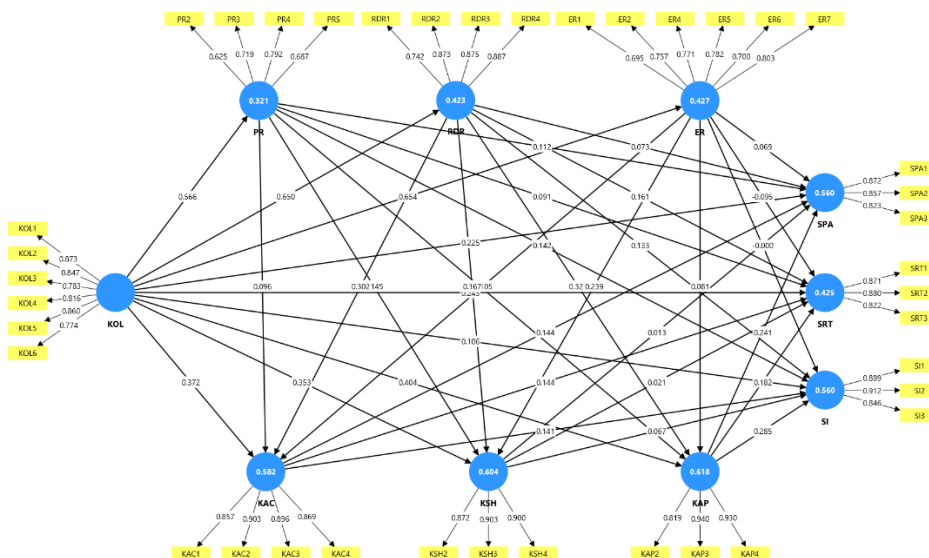 PR2 PR3 PR4 PR5 RDR1 RDR2 RDR3 RDR4 ER1 ER2 ER4 ER5 ER6 ER7
0.625 0.719 0.792 0.687 0.742 0.873 0.875 0.887 0.695 0.757 0.771 0.782 0.700 0.803
0.321 0.423 0.427
PR RDR ER
0.112 0.073 0.069
0.566 0.650 0.654 0.091 0.161 -0.095
0.872 SPA1
0.560 0.857 SPA2
0.823 SPA3
SPA
KOL1
0.873
KOL2
0.847
KOL3
0.783
KOL4
0.816
KOL5
0.860
KOL6
0.774
KOL
0.225 0.142 0.133 -0.000
0.096 0.302 0.145 0.243 0.239 0.081
0.871 SRT1
0.425 0.880 SRT2
0.822 SRT3
SRT
0.106 0.144 0.013 0.241
0.372 0.353 0.404 0.144 0.021 0.182
0.889 SI1
0.560 0.912 SI2
0.846 SI3
SI
0.141 0.067 0.285
0.582 0.604 0.618
KAC KSH KAP
0.857 0.903 0.896 0.869 0.872 0.903 0.900 0.819 0.940 0.930
KAC1 KAC2 KAC3 KAC4 KSH2 KSH3 KSH4 KAP2 KAP3 KAP4